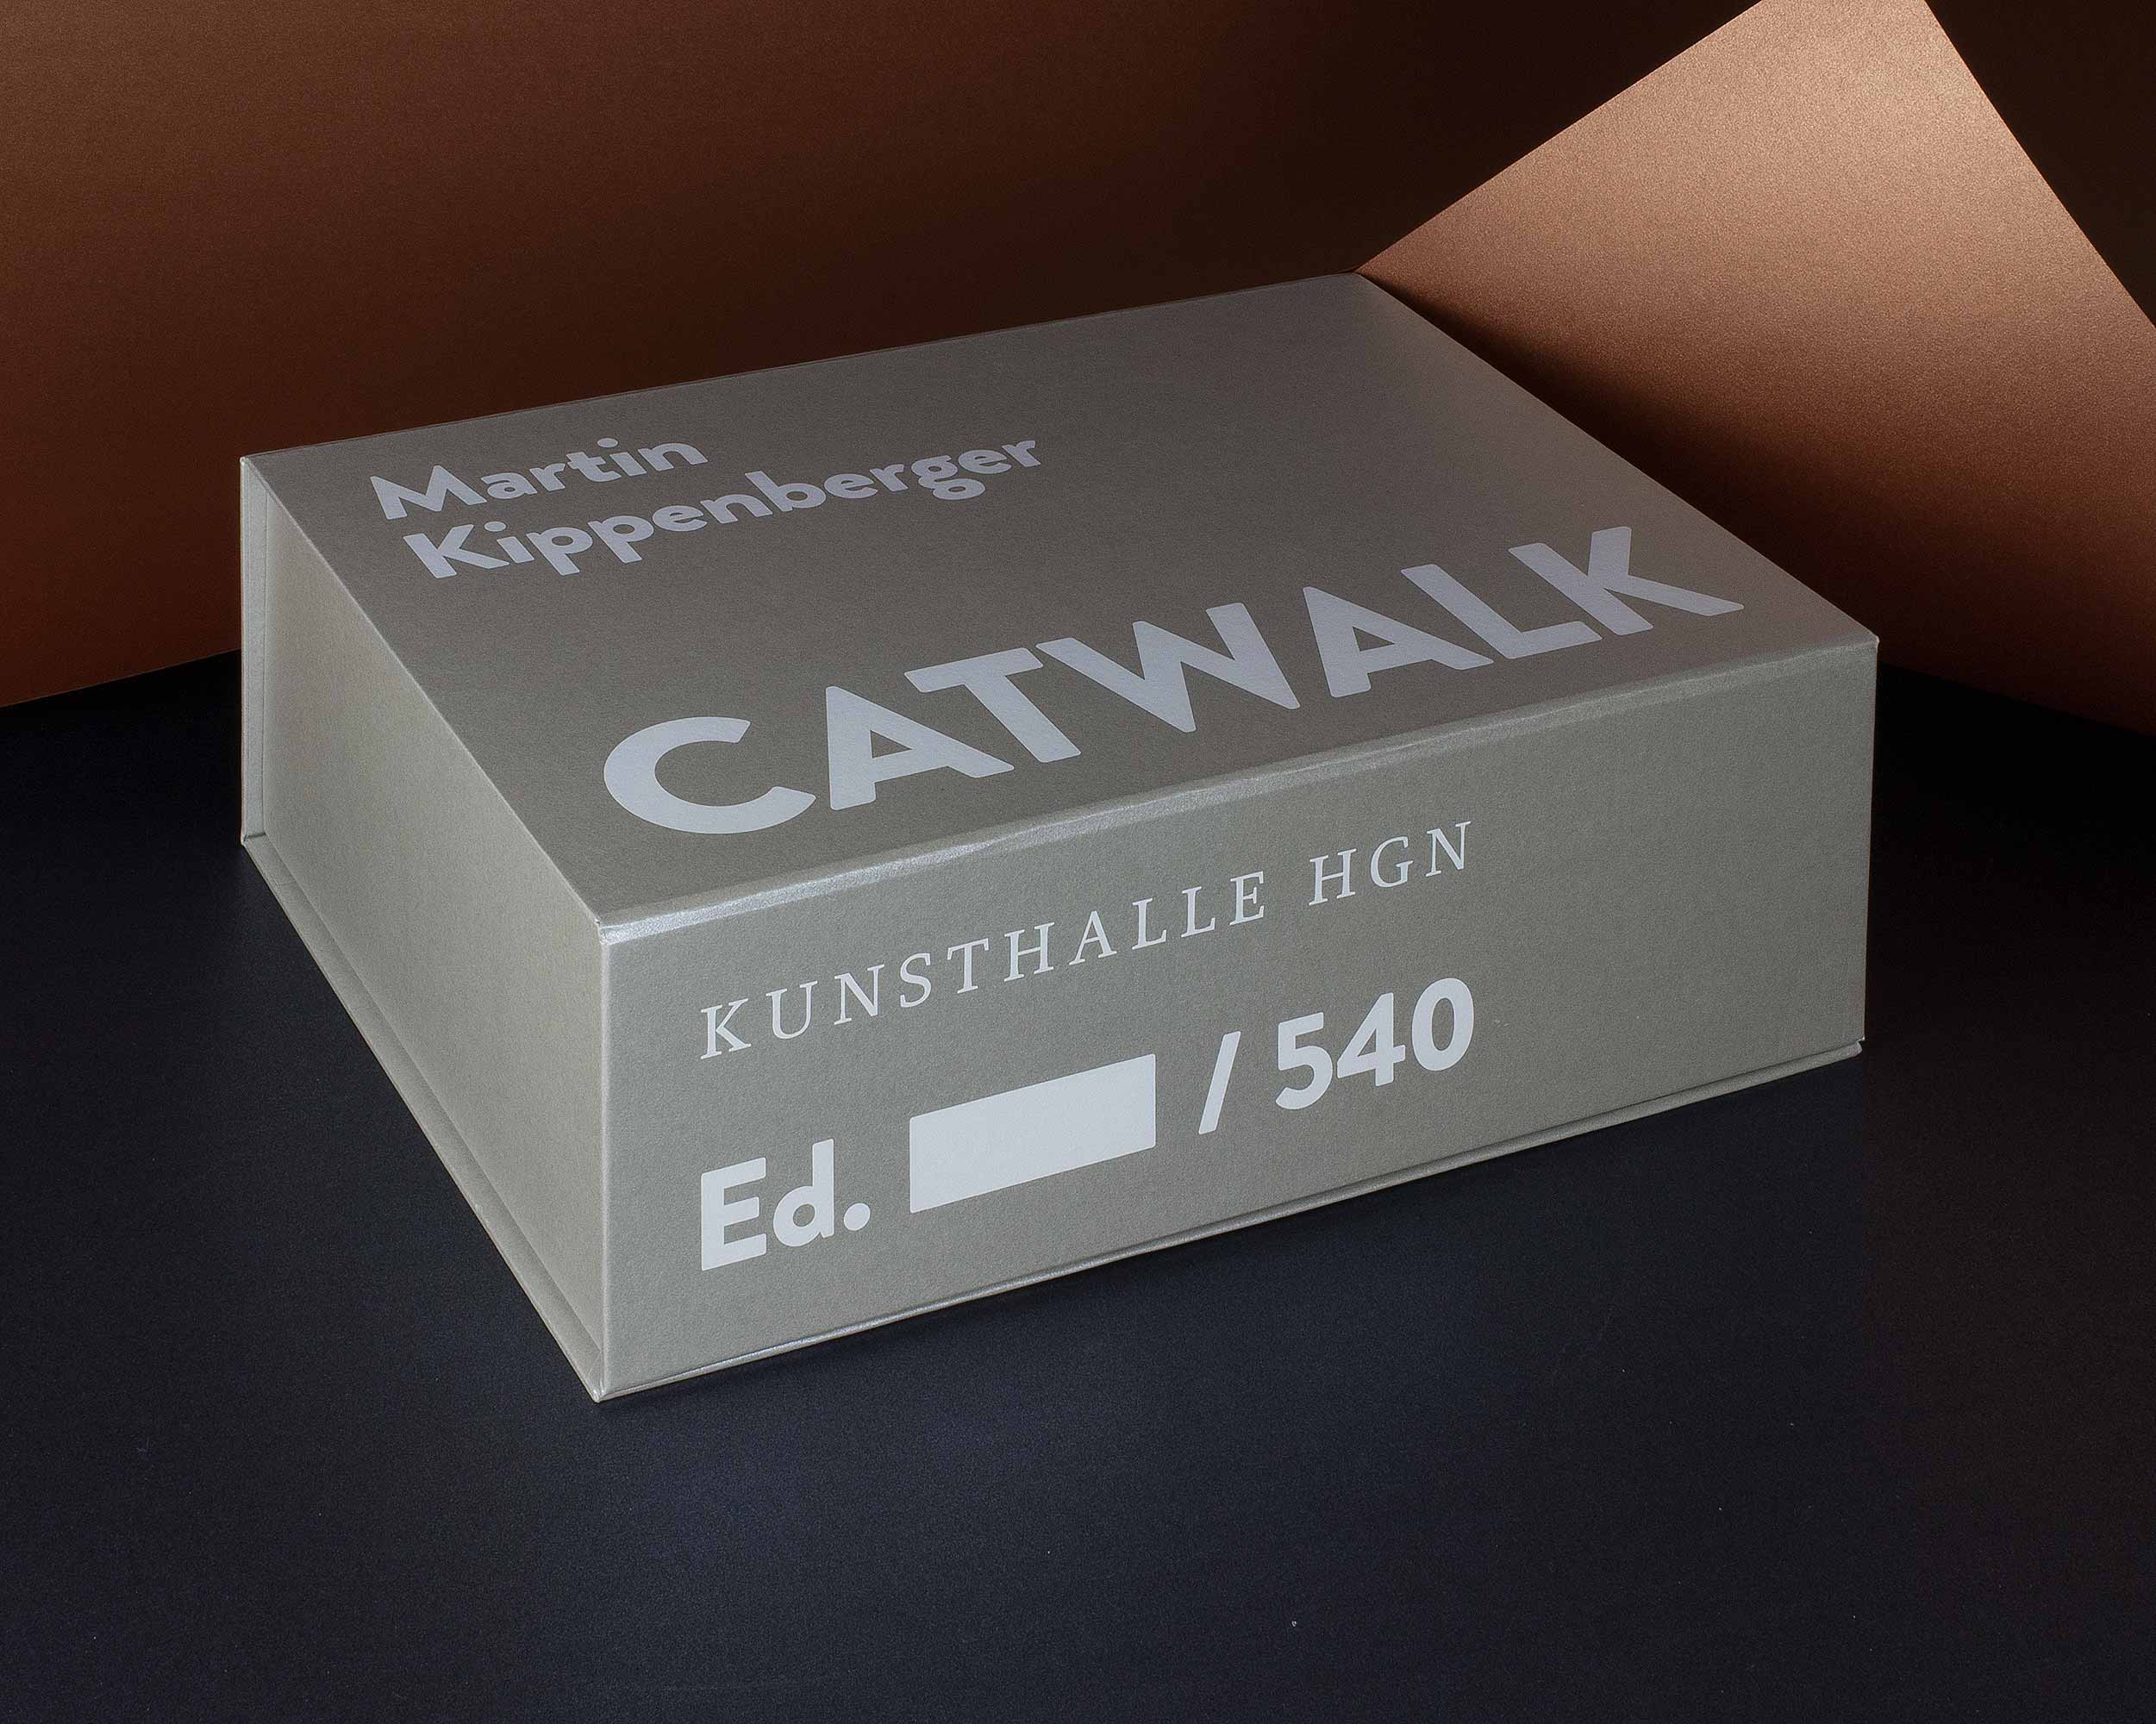 Martin
Kippenberger
CATWALK
KUNSTHALLE HGN
Ed. / 540